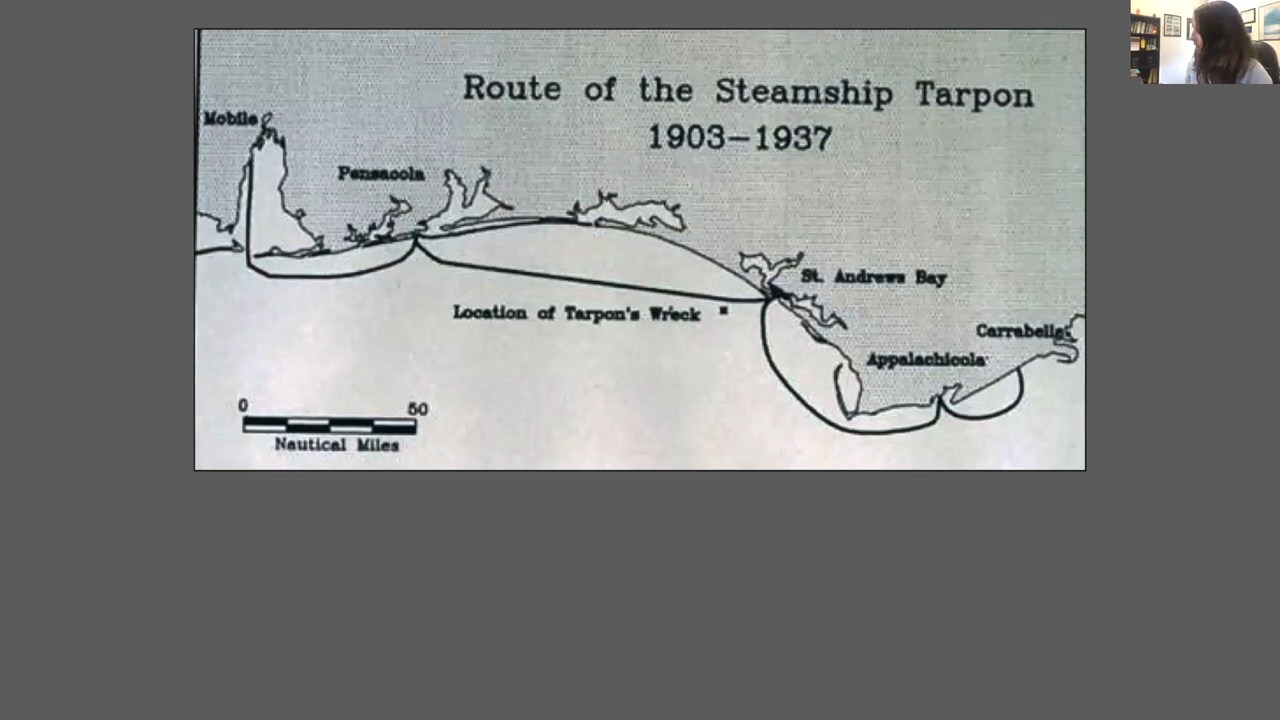 Route of the Steamship Tarpon
1903-1937
Mobile
Pensacola
St. Andrews Bay
Location of Tarpon's Wreck
Carrabelle
Appalachicola
0 50
Nautical Miles